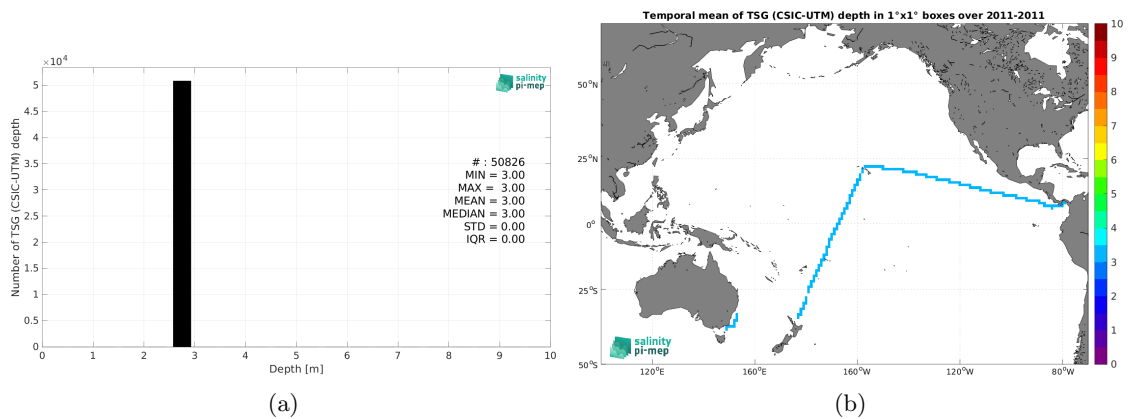 ×10⁴
5
4.5
4
3.5
3
2.5
2
1.5
1
0.5
0
Number of TSG (CSIC-UTM) depth
salinity
pi-mep
# : 50826
MIN = 3.00
MAX = 3.00
MEAN = 3.00
MEDIAN = 3.00
STD = 0.00
IQR = 0.00
0 1 2 3 4 5 6 7 8 9 10
Depth [m]
(a)
Temporal mean of TSG (CSIC-UTM) depth in 1°x1° boxes over 2011-2011
50°N
25°N
0°
25°S
50°S
120°E 160°E 160°W 120°W 80°W
salinity
pi-mep
10
9
8
7
6
5
4
3
2
1
0
(b)